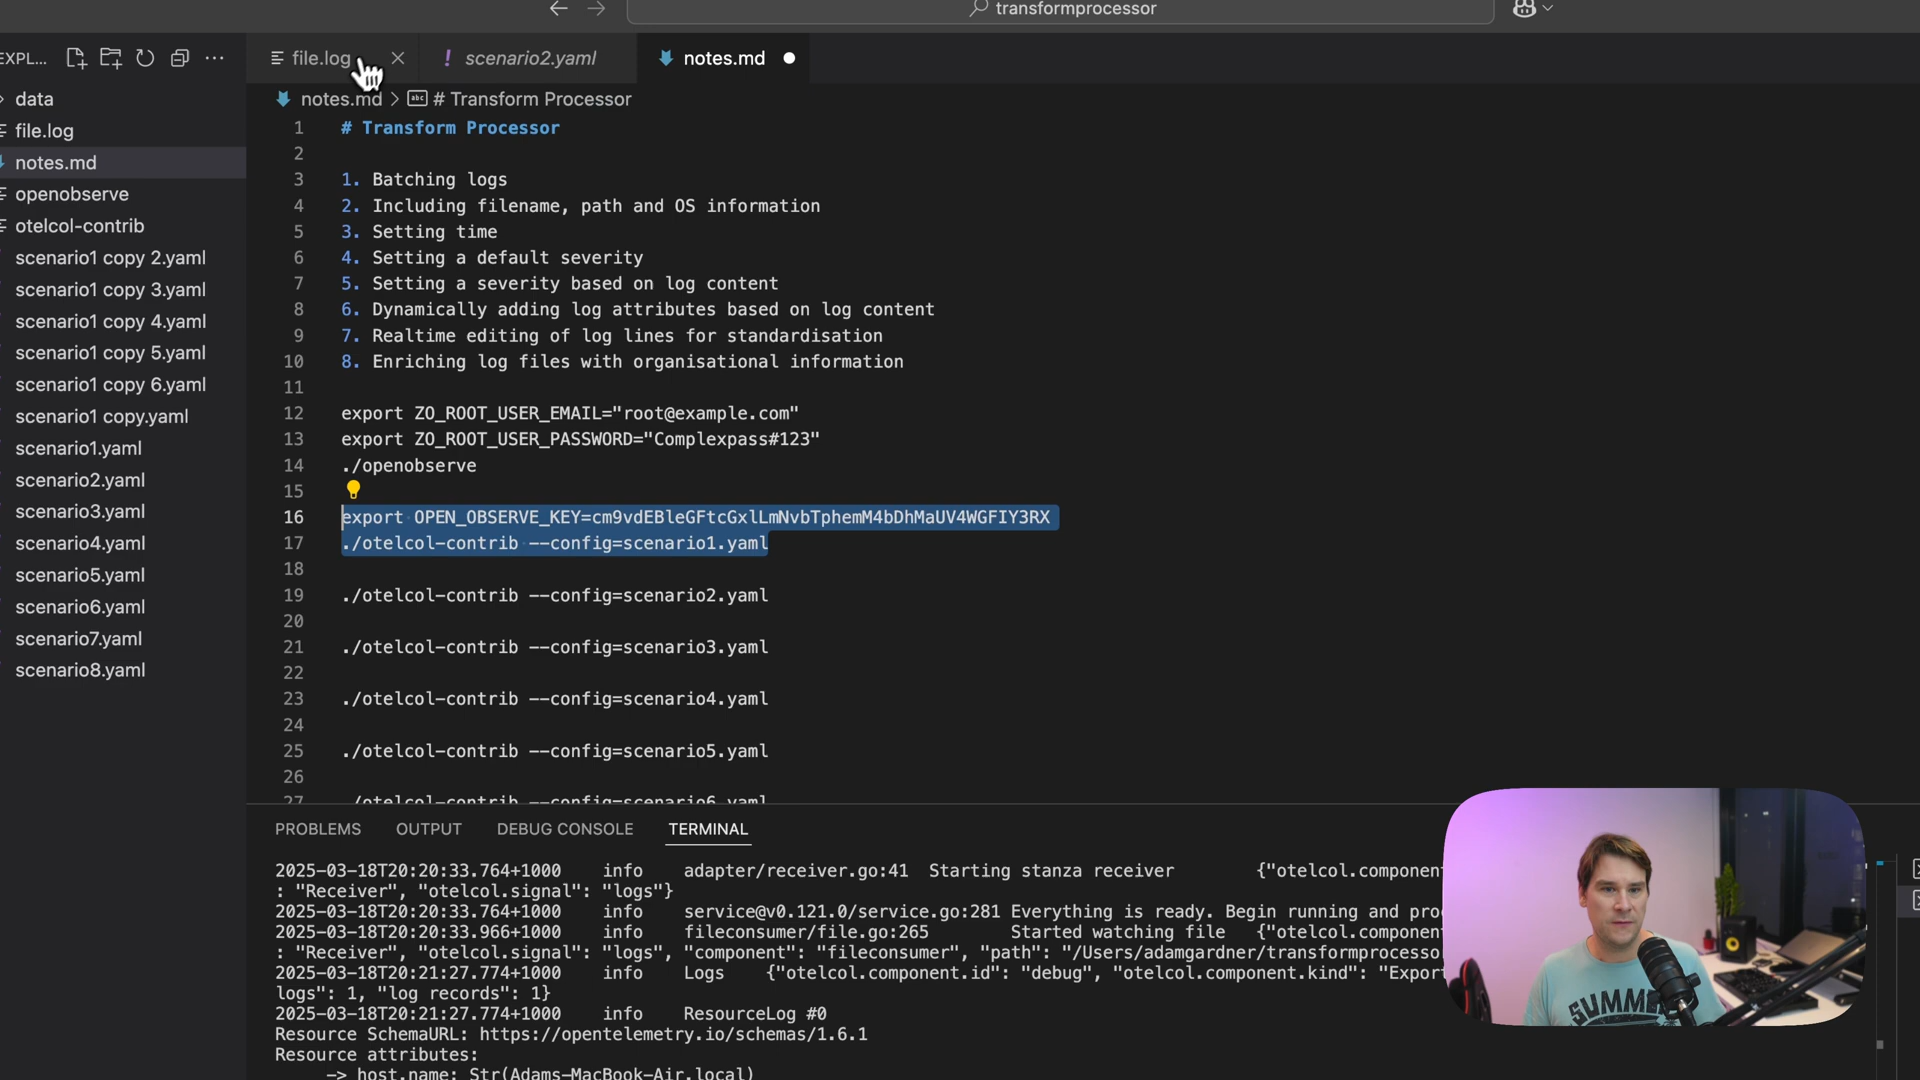 transformprocessor
EXPL...
file.log
scenario2.yaml
notes.md
data
file.log
notes.md
openobserve
otelcol-contrib
scenario1 copy 2.yaml
scenario1 copy 3.yaml
scenario1 copy 4.yaml
scenario1 copy 5.yaml
scenario1 copy 6.yaml
scenario1 copy.yaml
scenario1.yaml
scenario2.yaml
scenario3.yaml
scenario4.yaml
scenario5.yaml
scenario6.yaml
scenario7.yaml
scenario8.yaml
notes.md > # Transform Processor
1 # Transform Processor
2
3 1. Batching logs
4 2. Including filename, path and OS information
5 3. Setting time
6 4. Setting a default severity
7 5. Setting a severity based on log content
8 6. Dynamically adding log attributes based on log content
9 7. Realtime editing of log lines for standardisation
10 8. Enriching log files with organisational information
11
12 export ZO_ROOT_USER_EMAIL="root@example.com"
13 export ZO_ROOT_USER_PASSWORD="Complexpass#123"
14 ./openobserve
15
16 export OPEN_OBSERVE_KEY=cm9vdEBleGFtcGxlLmNvbTphemM4bDhMaUV4WGFIY3RX
17 ./otelcol-contrib --config=scenario1.yaml
18
19 ./otelcol-contrib --config=scenario2.yaml
20
21 ./otelcol-contrib --config=scenario3.yaml
22
23 ./otelcol-contrib --config=scenario4.yaml
24
25 ./otelcol-contrib --config=scenario5.yaml
26
27 ./otelcol-contrib --config=scenario6.yaml
PROBLEMS OUTPUT DEBUG CONSOLE TERMINAL
2025-03-18T20:20:33.764+1000 info adapter/receiver.go:41 Starting stanza receiver {"otelcol.component
: "Receiver", "otelcol.signal": "logs"}
2025-03-18T20:20:33.764+1000 info service@v0.121.0/service.go:281 Everything is ready. Begin running and pro
2025-03-18T20:20:33.966+1000 info fileconsumer/file.go:265 Started watching file {"otelcol.component
: "Receiver", "otelcol.signal": "logs", "component": "fileconsumer", "path": "/Users/adamgardner/transformprocessor
2025-03-18T20:21:27.774+1000 info Logs {"otelcol.component.id": "debug", "otelcol.component.kind": "Export
logs": 1, "log records": 1}
2025-03-18T20:21:27.774+1000 info ResourceLog #0
Resource SchemaURL: https://opentelemetry.io/schemas/1.6.1
Resource attributes:
-> host.name: Str(Adams-MacBook-Air.local)
SUMMER